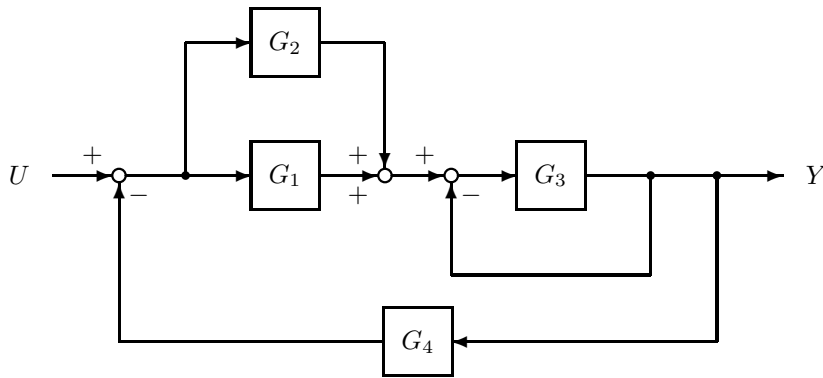 G₂
U + − G₁ + + + − G₃ Y
G₄